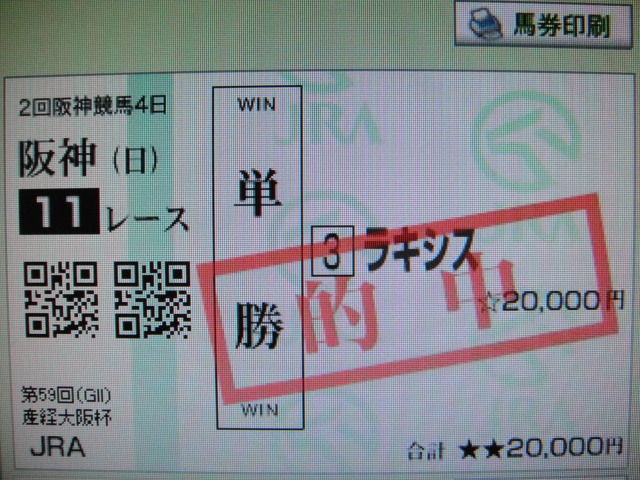 馬券印刷
2回阪神競馬4日
阪神(日)
11レース
WIN
単
勝
WIN
3 ラキシス
的中
☆20,000円
第59回(GII)
産経大阪杯
JRA
合計 ★★20,000円
JRA